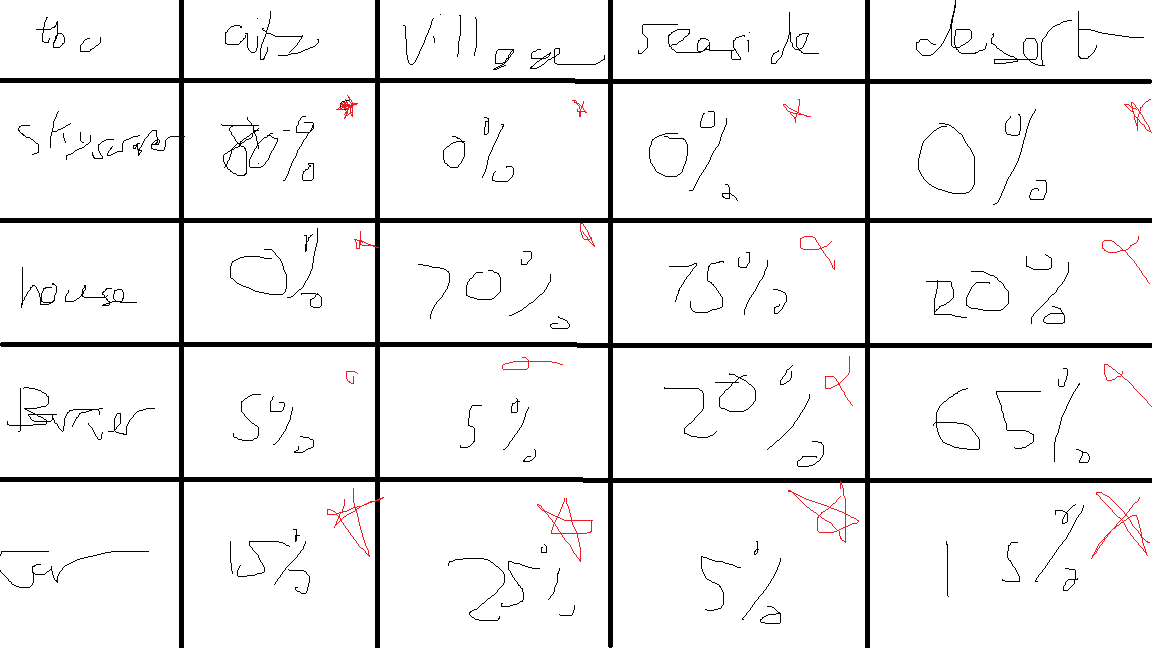 city village seaside desert
skyscraper 80% 0% 0% 0%
house 0% 70% 75% 20%
5% 5% 20% 65%
15% 25% 5% 15%